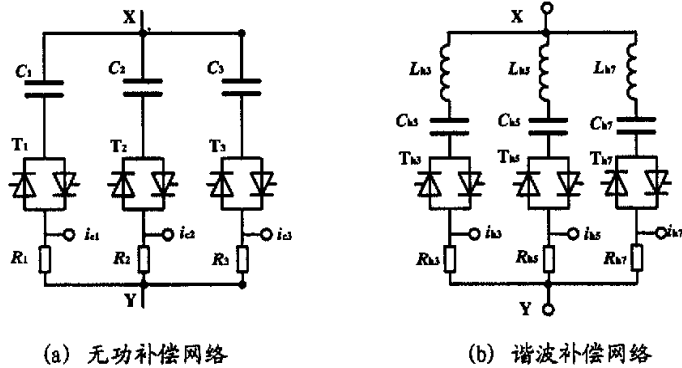 X
C1 C2 C3
T1 T2 T3
ic1 ic2 ic3
R1 R2 R3
Y
(a) 无功补偿网络
X
Lh3 Lh5 Lh7
Ch5 Ch5 Ch7
Th3 Th5 Th7
ih3 ih5 ih7
Rh3 Rh5 Rh7
Y
(b) 谐波补偿网络